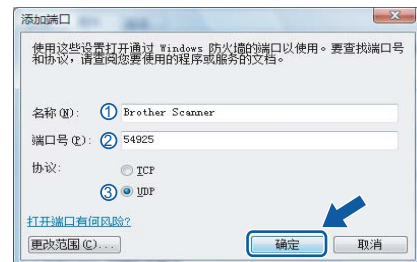 添加端口
使用这些设置打开通过 Windows 防火墙的端口以使用。要查找端口号
和协议，请查阅您要使用的程序或服务的文档。
名称(N): ① Brother Scanner
端口号(P): ② 54925
协议: TCP
③ UDP
打开端口有何风险?
更改范围(C)... 确定 取消